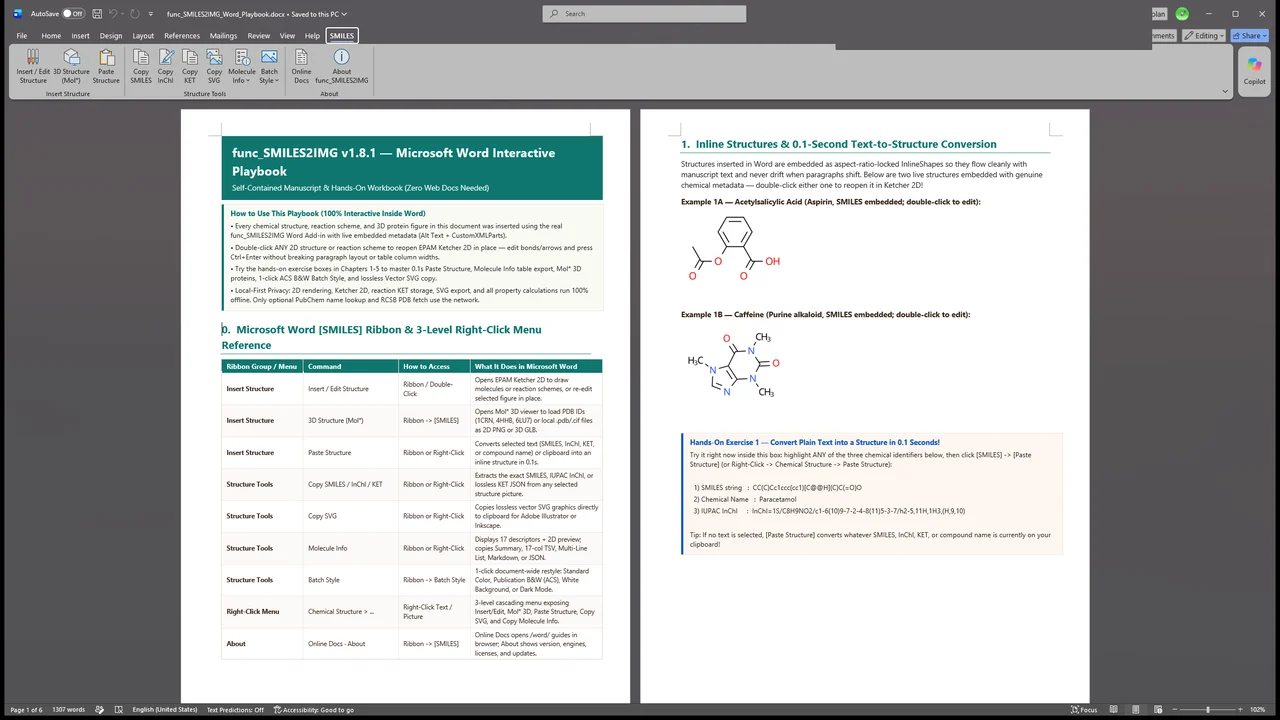 AutoSave Off func_SMILES2IMG_Word_Playbook.docx • Saved to this PC Search plan
File Home Insert Design Layout References Mailings Review View Help SMILES mments Editing Share
Insert / Edit Structure
3D Structure (Mol*)
Paste Structure
Copy SMILES
Copy InChI
Copy KET
Copy SVG
Molecule Info
Batch Style
Online Docs
About func_SMILES2IMG
Copilot
Insert Structure Structure Tools About
func_SMILES2IMG v1.8.1 — Microsoft Word Interactive
Playbook
Self-Contained Manuscript & Hands-On Workbook (Zero Web Docs Needed)
How to Use This Playbook (100% Interactive Inside Word)
• Every chemical structure, reaction scheme, and 3D protein figure in this document was inserted using the real
func_SMILES2IMG Word Add-in with live embedded metadata (Alt Text + CustomXMLParts).
• Double-click ANY 2D structure or reaction scheme to reopen EPAM Ketcher 2D in place — edit bonds/arrows and press
Ctrl+Enter without breaking paragraph layout or table column widths.
• Try the hands-on exercise boxes in Chapters 1-5 to master 0.1s Paste Structure, Molecule Info table export, Mol* 3D
proteins, 1-click ACS B&W Batch Style, and lossless Vector SVG copy.
• Local-First Privacy: 2D rendering, Ketcher 2D, reaction KET storage, SVG export, and all property calculations run 100%
offline. Only optional PubChem name lookup and RCSB PDB fetch use the network.
0. Microsoft Word [SMILES] Ribbon & 3-Level Right-Click Menu
Reference
Ribbon Group / Menu Command How to Access What It Does in Microsoft Word
Insert Structure
Insert / Edit Structure
Ribbon / Double-
Click
Opens EPAM Ketcher 2D to draw
molecules or reaction schemes, or re-edit
selected figure in place.
Insert Structure
3D Structure (Mol*)
Ribbon -> [SMILES]
Opens Mol* 3D viewer to load PDB IDs
(1CRN, 4HHB, 6LU7) or local .pdb/.cif files
as 2D PNG or 3D GLB.
Insert Structure
Paste Structure
Ribbon or Right-Click
Converts selected text (SMILES, InChI, KET,
or compound name) or clipboard into an
inline structure in 0.1s.
Structure Tools
Copy SMILES / InChI / KET
Ribbon or Right-Click
Extracts the exact SMILES, IUPAC InChI, or
lossless KET JSON from any selected
structure picture.
Structure Tools
Copy SVG
Ribbon or Right-Click
Copies lossless vector SVG graphics directly
to clipboard for Adobe Illustrator or
Inkscape.
Structure Tools
Molecule Info
Ribbon or Right-Click
Displays 17 descriptors + 2D preview;
copies Summary, 17-col TSV, Multi-Line
List, Markdown, or JSON.
Structure Tools
Batch Style
Ribbon -> Batch Style
1-click document-wide restyle: Standard
Color, Publication B&W (ACS), White
Background, or Dark Mode.
Right-Click Menu
Chemical Structure > ...
Right-Click Text /
Picture
3-level cascading menu exposing
Insert/Edit, Mol* 3D, Paste Structure, Copy
SVG, and Copy Molecule Info.
About
Online Docs · About
Ribbon -> [SMILES]
Online Docs opens /word/ guides in
browser; About shows version, engines,
licenses, and updates.
1. Inline Structures & 0.1-Second Text-to-Structure Conversion
Structures inserted in Word are embedded as aspect-ratio-locked InlineShapes so they flow cleanly with
manuscript text and never drift when paragraphs shift. Below are two live structures embedded with genuine
chemical metadata — double-click either one to reopen it in Ketcher 2D!
Example 1A — Acetylsalicylic Acid (Aspirin, SMILES embedded; double-click to edit):
O OH
O O
Example 1B — Caffeine (Purine alkaloid, SMILES embedded; double-click to edit):
O CH3
H3C N O
N N
N CH3
Hands-On Exercise 1 — Convert Plain Text into a Structure in 0.1 Seconds!
Try it right now inside this box: highlight ANY of the three chemical identifiers below, then click [SMILES] -> [Paste
Structure] (or Right-Click -> Chemical Structure -> Paste Structure):
1) SMILES string : CC(C)Cc1ccc(cc1)[C@@H](C)C(=O)O
2) Chemical Name : Paracetamol
3) IUPAC InChI : InChI=1S/C8H9NO2/c1-6(10)9-7-2-4-8(11)5-3-7/h2-5,11H,1H3,(H,9,10)
Tip: If no text is selected, [Paste Structure] converts whatever SMILES, InChI, KET, or compound name is currently on your
clipboard!
Page 1 of 6 1307 words English (United States) Text Predictions: Off Accessibility: Good to go Focus 102%